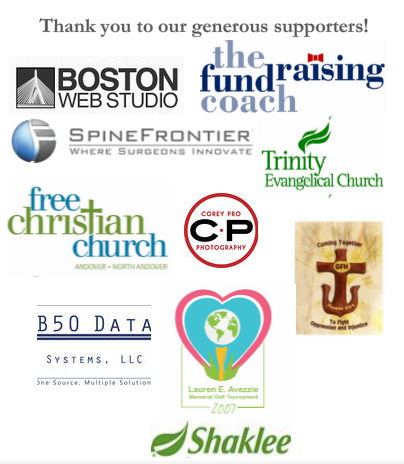 Thank you to our generous supporters!
BOSTON
WEB STUDIO
the
fundraising
coach
SPINEFRONTIER
WHERE SURGEONS INNOVATE
Trinity
Evangelical Church
free
christian
church
ANDOVER • NORTH ANDOVER
COREY PRO
C·P
PHOTOGRAPHY
Coming Together
GFH
To Fight
Oppression and Injustice
B50 DATA
SYSTEMS, LLC
One Source, Multiple Solution
Lauren E. Avezzie
Memorial Golf Tournament
2007
Shaklee